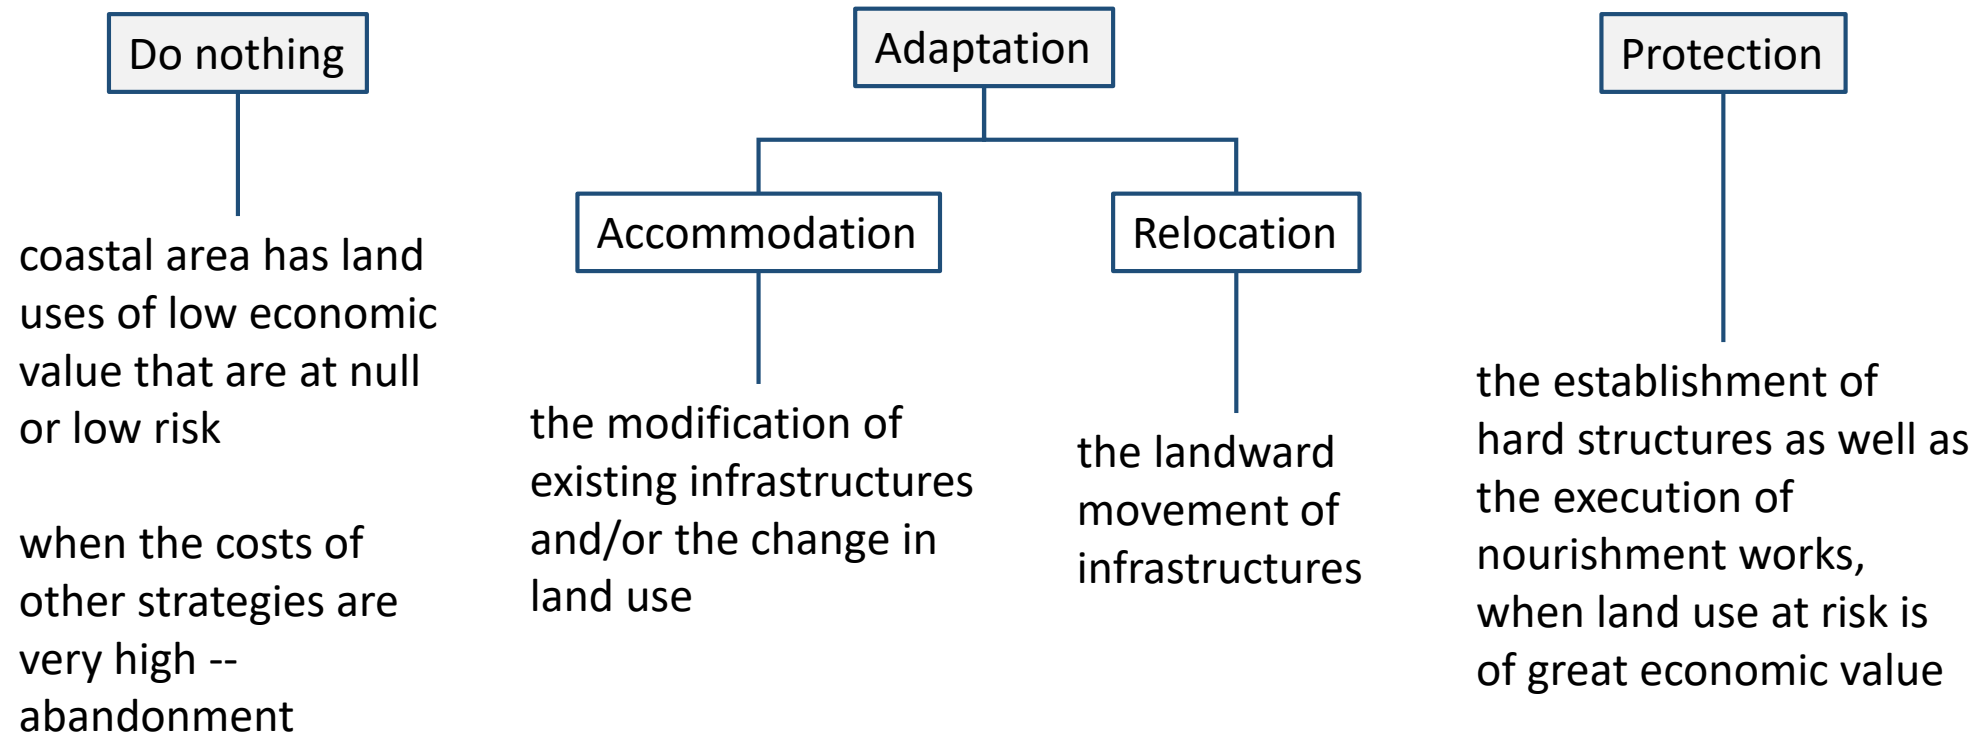 Do nothing
coastal area has land
uses of low economic
value that are at null
or low risk
when the costs of
other strategies are
very high --
abandonment
Adaptation
Accommodation
the modification of
existing infrastructures
and/or the change in
land use
Relocation
the landward
movement of
infrastructures
Protection
the establishment of
hard structures as well as
the execution of
nourishment works,
when land use at risk is
of great economic value